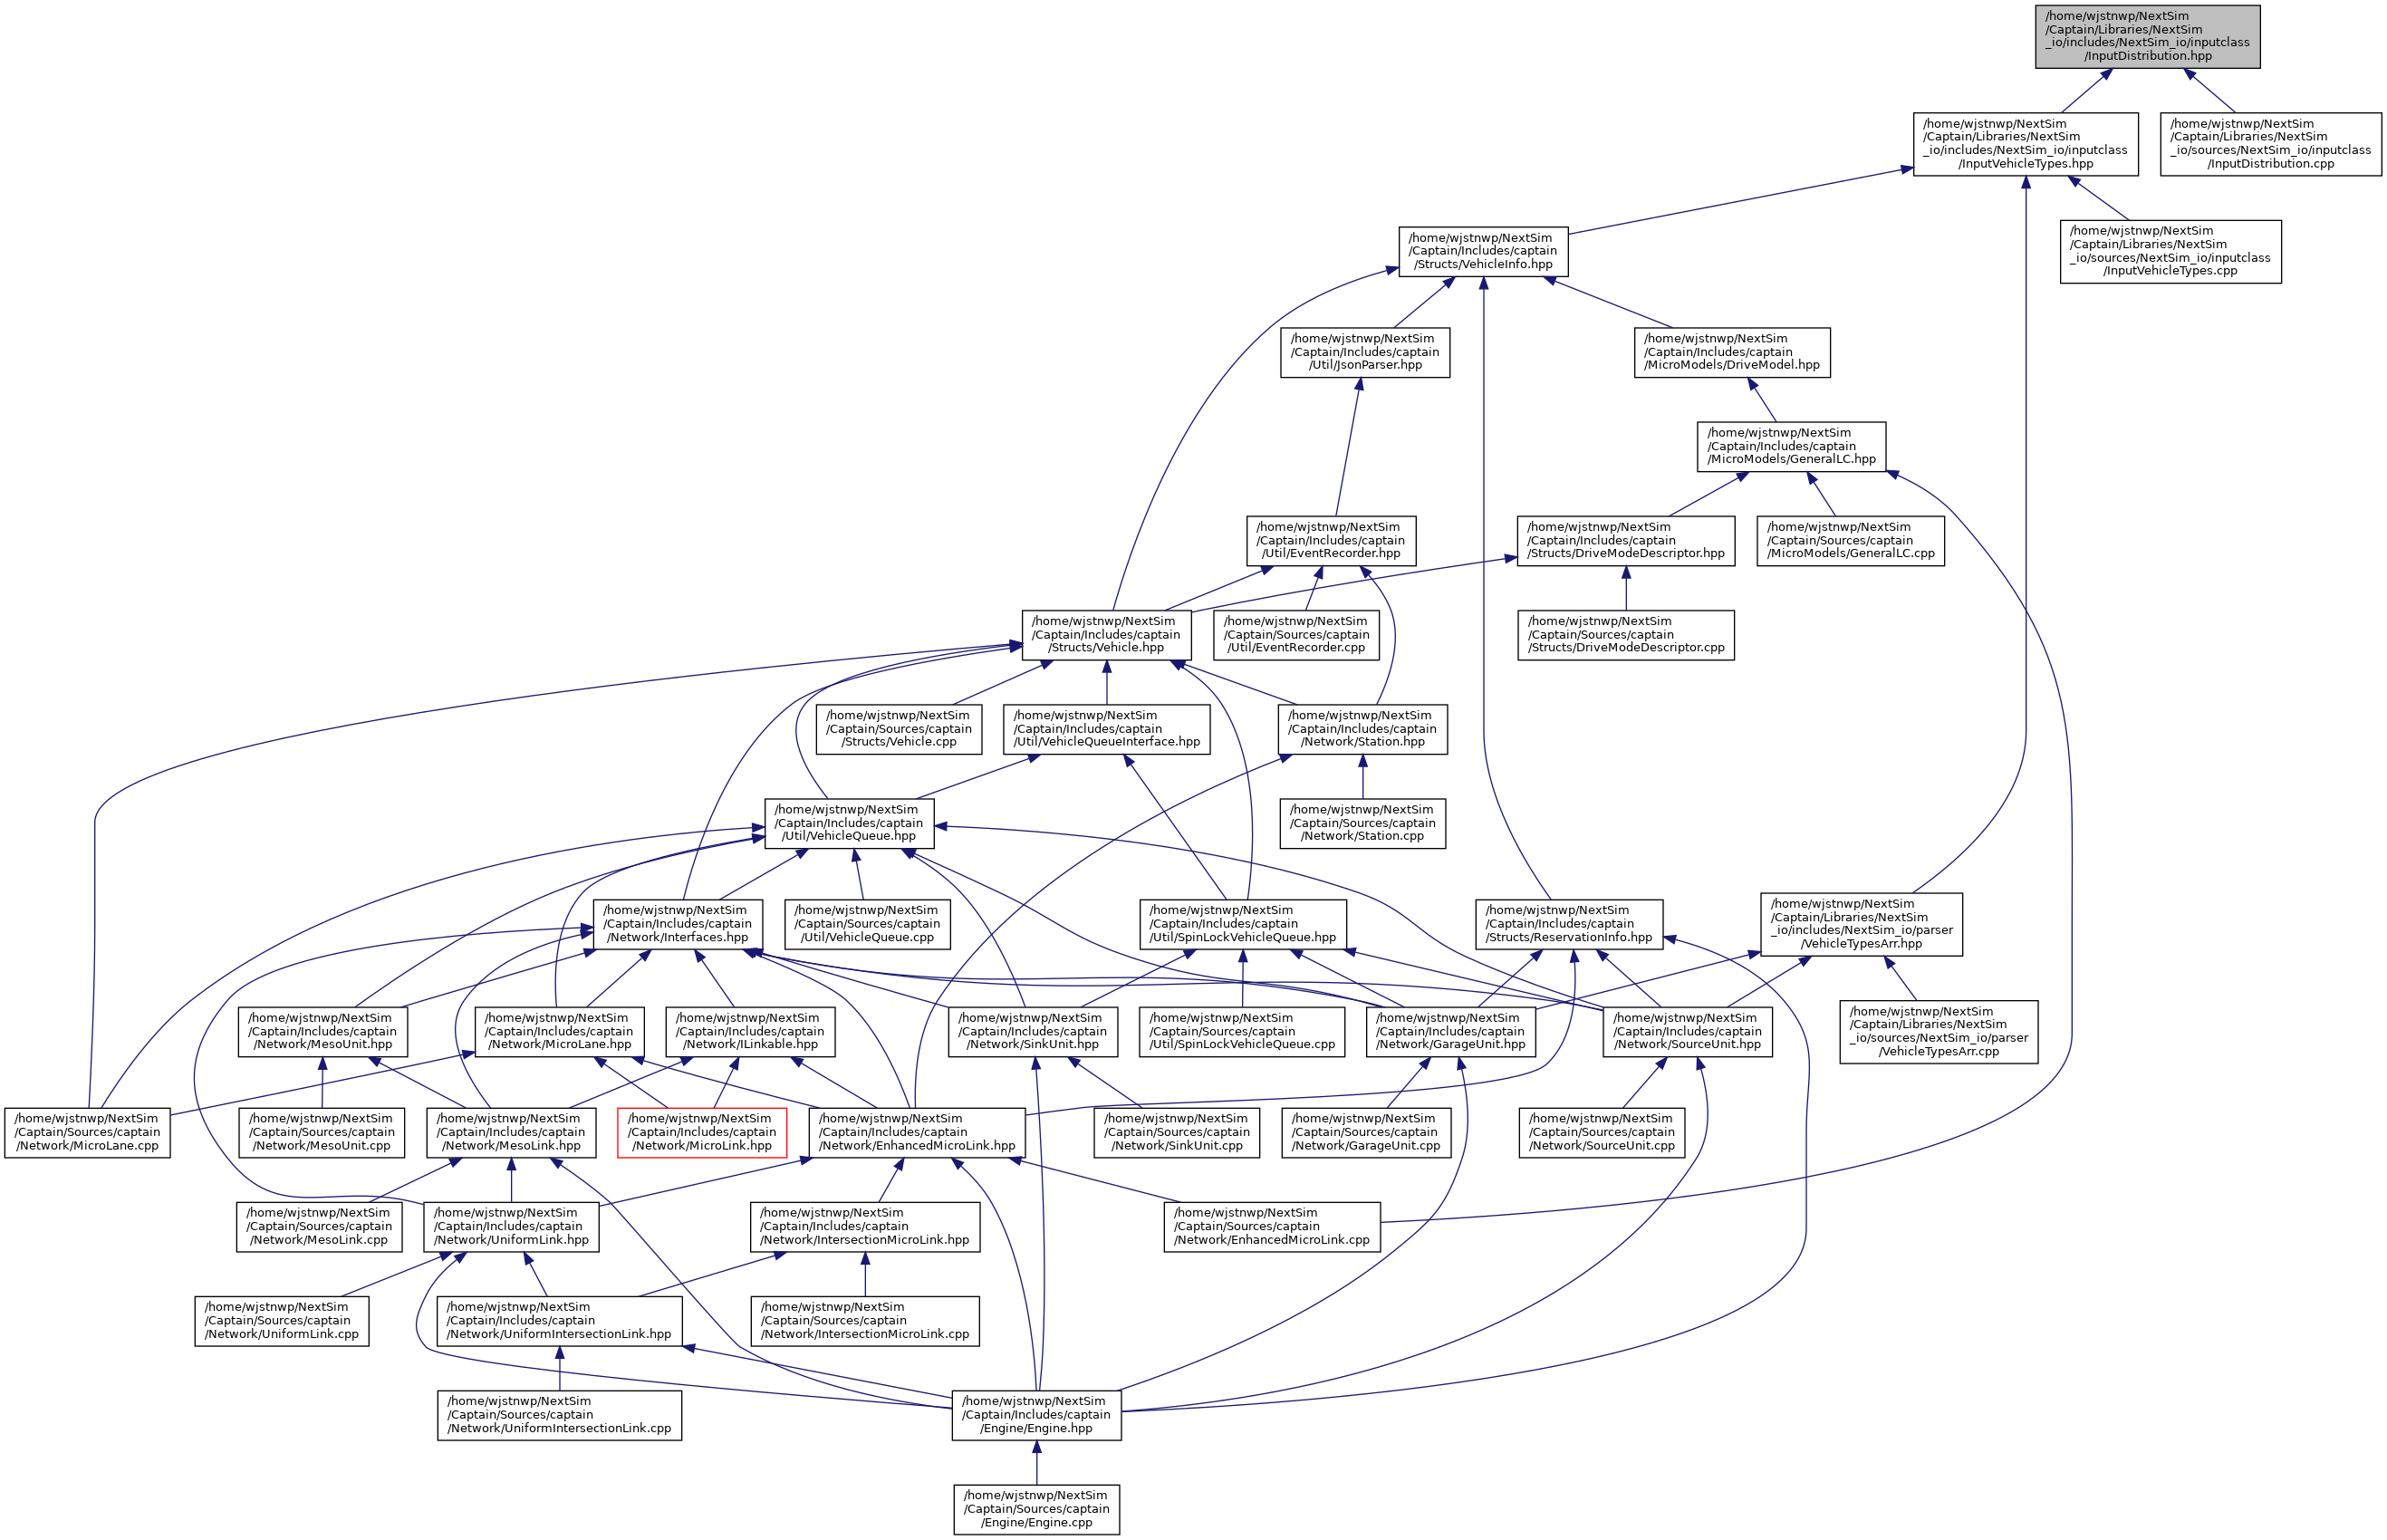 /home/wjstnwp/NextSim
/Captain/Libraries/NextSim
_io/includes/NextSim_io/inputclass
/InputDistribution.hpp
/home/wjstnwp/NextSim
/Captain/Libraries/NextSim
_io/includes/NextSim_io/inputclass
/InputVehicleTypes.hpp
/home/wjstnwp/NextSim
/Captain/Libraries/NextSim
_io/sources/NextSim_io/inputclass
/InputDistribution.cpp
/home/wjstnwp/NextSim
/Captain/Includes/captain
/Structs/VehicleInfo.hpp
/home/wjstnwp/NextSim
/Captain/Libraries/NextSim
_io/sources/NextSim_io/inputclass
/InputVehicleTypes.cpp
/home/wjstnwp/NextSim
/Captain/Includes/captain
/Util/JsonParser.hpp
/home/wjstnwp/NextSim
/Captain/Includes/captain
/MicroModels/DriveModel.hpp
/home/wjstnwp/NextSim
/Captain/Includes/captain
/MicroModels/GeneralLC.hpp
/home/wjstnwp/NextSim
/Captain/Includes/captain
/Util/EventRecorder.hpp
/home/wjstnwp/NextSim
/Captain/Includes/captain
/Structs/DriveModeDescriptor.hpp
/home/wjstnwp/NextSim
/Captain/Sources/captain
/MicroModels/GeneralLC.cpp
/home/wjstnwp/NextSim
/Captain/Includes/captain
/Structs/Vehicle.hpp
/home/wjstnwp/NextSim
/Captain/Sources/captain
/Util/EventRecorder.cpp
/home/wjstnwp/NextSim
/Captain/Sources/captain
/Structs/DriveModeDescriptor.cpp
/home/wjstnwp/NextSim
/Captain/Sources/captain
/Structs/Vehicle.cpp
/home/wjstnwp/NextSim
/Captain/Includes/captain
/Util/VehicleQueueInterface.hpp
/home/wjstnwp/NextSim
/Captain/Includes/captain
/Network/Station.hpp
/home/wjstnwp/NextSim
/Captain/Includes/captain
/Util/VehicleQueue.hpp
/home/wjstnwp/NextSim
/Captain/Sources/captain
/Network/Station.cpp
/home/wjstnwp/NextSim
/Captain/Includes/captain
/Network/Interfaces.hpp
/home/wjstnwp/NextSim
/Captain/Sources/captain
/Util/VehicleQueue.cpp
/home/wjstnwp/NextSim
/Captain/Includes/captain
/Util/SpinLockVehicleQueue.hpp
/home/wjstnwp/NextSim
/Captain/Includes/captain
/Structs/ReservationInfo.hpp
/home/wjstnwp/NextSim
/Captain/Libraries/NextSim
_io/includes/NextSim_io/parser
/VehicleTypesArr.hpp
/home/wjstnwp/NextSim
/Captain/Includes/captain
/Network/MesoUnit.hpp
/home/wjstnwp/NextSim
/Captain/Includes/captain
/Network/MicroLane.hpp
/home/wjstnwp/NextSim
/Captain/Includes/captain
/Network/ILinkable.hpp
/home/wjstnwp/NextSim
/Captain/Includes/captain
/Network/SinkUnit.hpp
/home/wjstnwp/NextSim
/Captain/Sources/captain
/Util/SpinLockVehicleQueue.cpp
/home/wjstnwp/NextSim
/Captain/Includes/captain
/Network/GarageUnit.hpp
/home/wjstnwp/NextSim
/Captain/Includes/captain
/Network/SourceUnit.hpp
/home/wjstnwp/NextSim
/Captain/Libraries/NextSim
_io/sources/NextSim_io/parser
/VehicleTypesArr.cpp
/home/wjstnwp/NextSim
/Captain/Sources/captain
/Network/MicroLane.cpp
/home/wjstnwp/NextSim
/Captain/Sources/captain
/Network/MesoUnit.cpp
/home/wjstnwp/NextSim
/Captain/Includes/captain
/Network/MesoLink.hpp
/home/wjstnwp/NextSim
/Captain/Includes/captain
/Network/MicroLink.hpp
/home/wjstnwp/NextSim
/Captain/Includes/captain
/Network/EnhancedMicroLink.hpp
/home/wjstnwp/NextSim
/Captain/Sources/captain
/Network/SinkUnit.cpp
/home/wjstnwp/NextSim
/Captain/Sources/captain
/Network/GarageUnit.cpp
/home/wjstnwp/NextSim
/Captain/Sources/captain
/Network/SourceUnit.cpp
/home/wjstnwp/NextSim
/Captain/Sources/captain
/Network/MesoLink.cpp
/home/wjstnwp/NextSim
/Captain/Includes/captain
/Network/UniformLink.hpp
/home/wjstnwp/NextSim
/Captain/Includes/captain
/Network/IntersectionMicroLink.hpp
/home/wjstnwp/NextSim
/Captain/Sources/captain
/Network/EnhancedMicroLink.cpp
/home/wjstnwp/NextSim
/Captain/Sources/captain
/Network/UniformLink.cpp
/home/wjstnwp/NextSim
/Captain/Includes/captain
/Network/UniformIntersectionLink.hpp
/home/wjstnwp/NextSim
/Captain/Sources/captain
/Network/IntersectionMicroLink.cpp
/home/wjstnwp/NextSim
/Captain/Sources/captain
/Network/UniformIntersectionLink.cpp
/home/wjstnwp/NextSim
/Captain/Includes/captain
/Engine/Engine.hpp
/home/wjstnwp/NextSim
/Captain/Sources/captain
/Engine/Engine.cpp